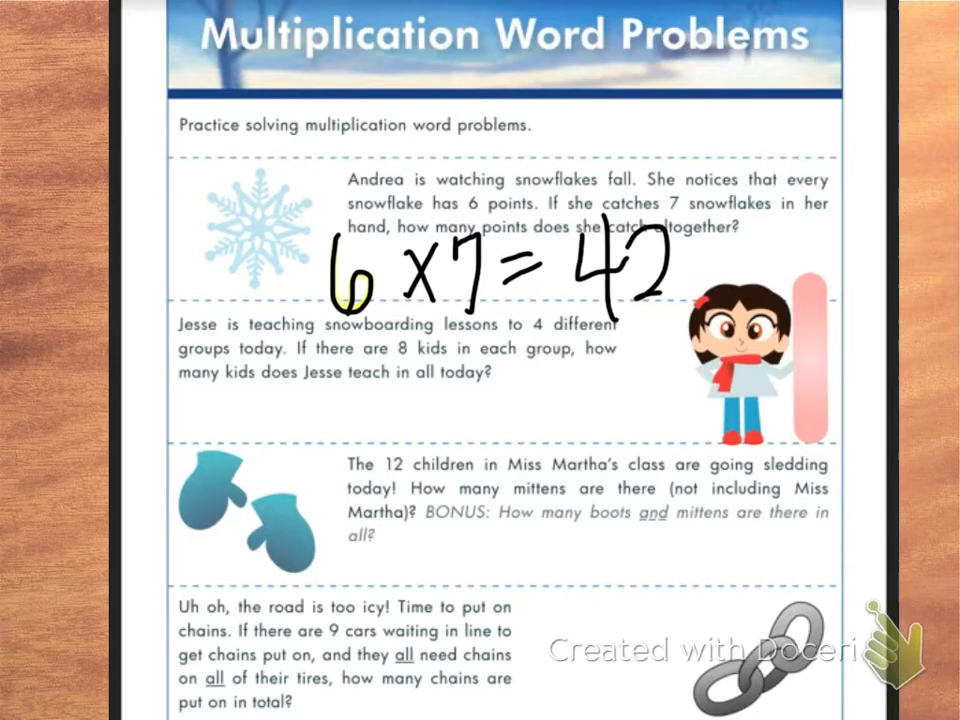 Multiplication Word Problems
Practice solving multiplication word problems.
Andrea is watching snowflakes fall. She notices that every
snowflake has 6 points. If she catches 7 snowflakes in her
hand, how many points does she catch altogether?
6 x 7 = 42
Jesse is teaching snowboarding lessons to 4 different
groups today. If there are 8 kids in each group, how
many kids does Jesse teach in all today?
The 12 children in Miss Martha's class are going sledding
today! How many mittens are there (not including Miss
Martha)? BONUS: How many boots and mittens are there in
all?
Uh oh, the road is too icy! Time to put on
chains. If there are 9 cars waiting in line to
get chains put on, and they all need chains
on all of their tires, how many chains are
put on in total?
Created with Doceri